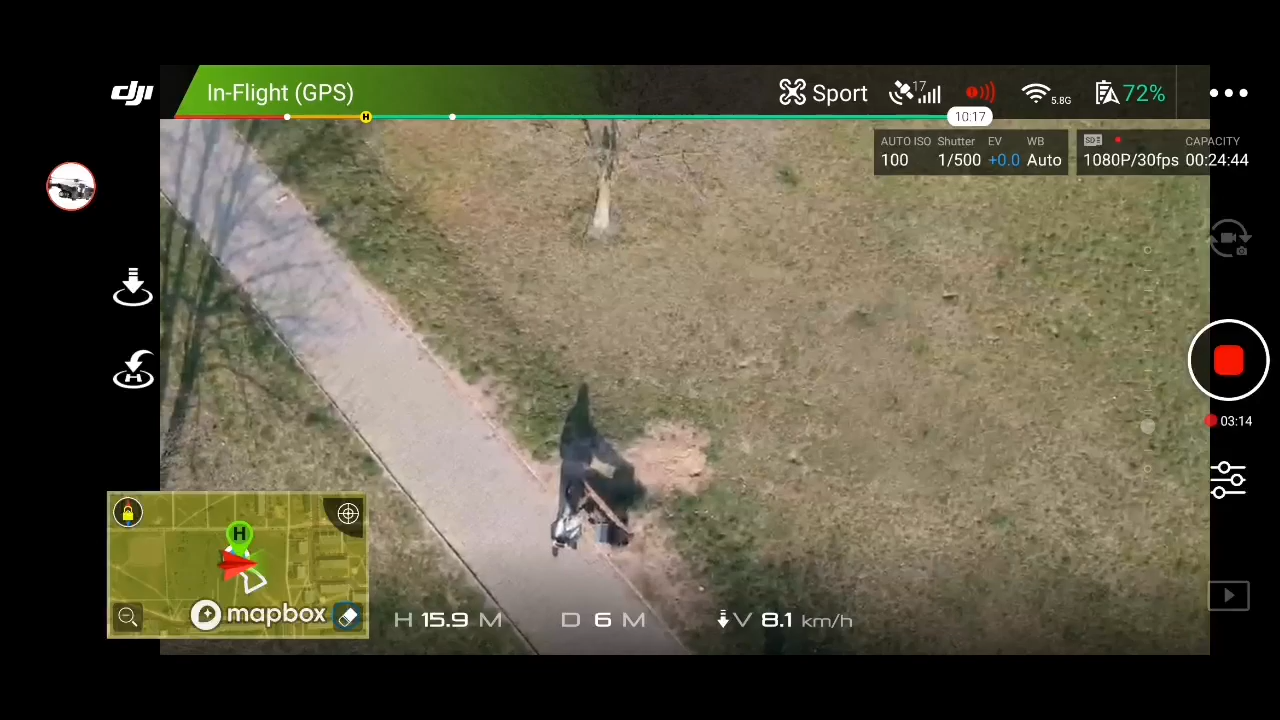 dji
In-Flight (GPS)
Sport
17
5.8G
72%
H
10:17
AUTO ISO Shutter EV WB
100 1/500 +0.0 Auto
SD
CAPACITY
1080P/30fps 00:24:44
03:14
H
H
mapbox
H 15.9 M D 6 M V 8.1 km/h